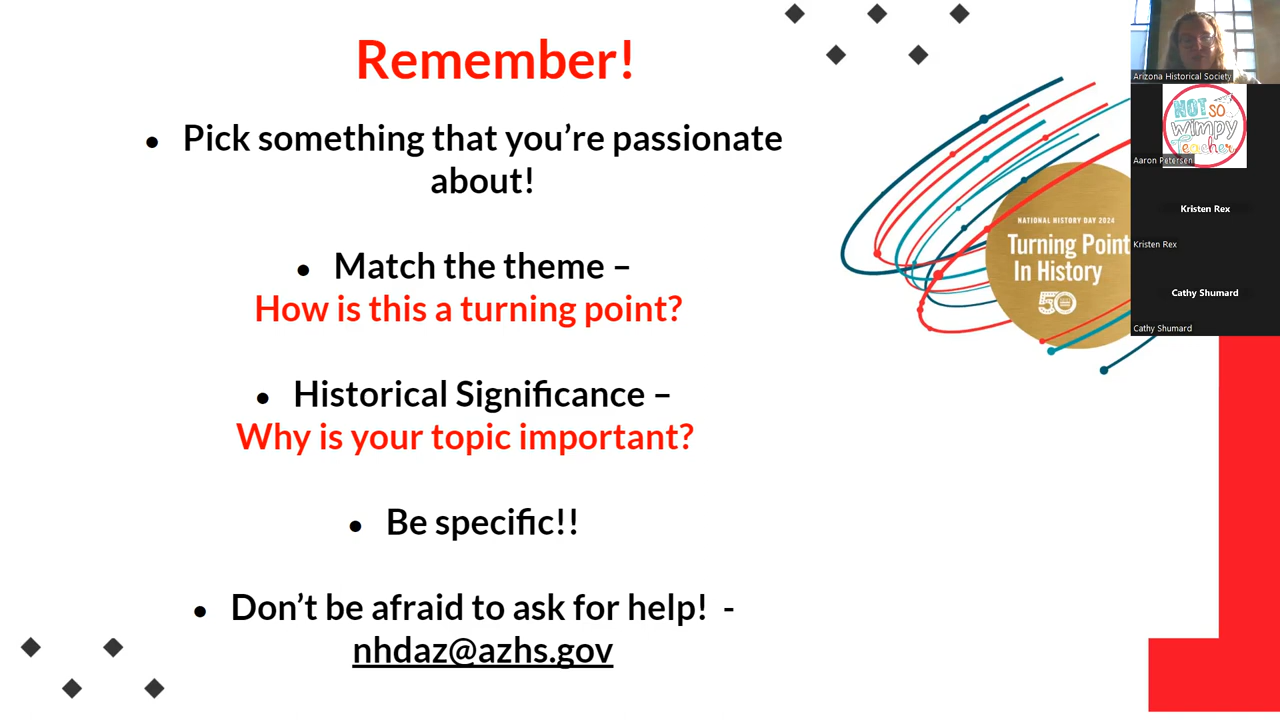 Remember!
● Pick something that you’re passionate
about!
● Match the theme –
How is this a turning point?
● Historical Significance –
Why is your topic important?
● Be specific!!
● Don’t be afraid to ask for help! -
nhdaz@azhs.gov
NATIONAL HISTORY DAY 2024
Turning Point
In History
50
Arizona Historical Society
NOT SO
wimpy
Teacher
Aaron Petersen
Kristen Rex
Kristen Rex
Cathy Shumard
Cathy Shumard